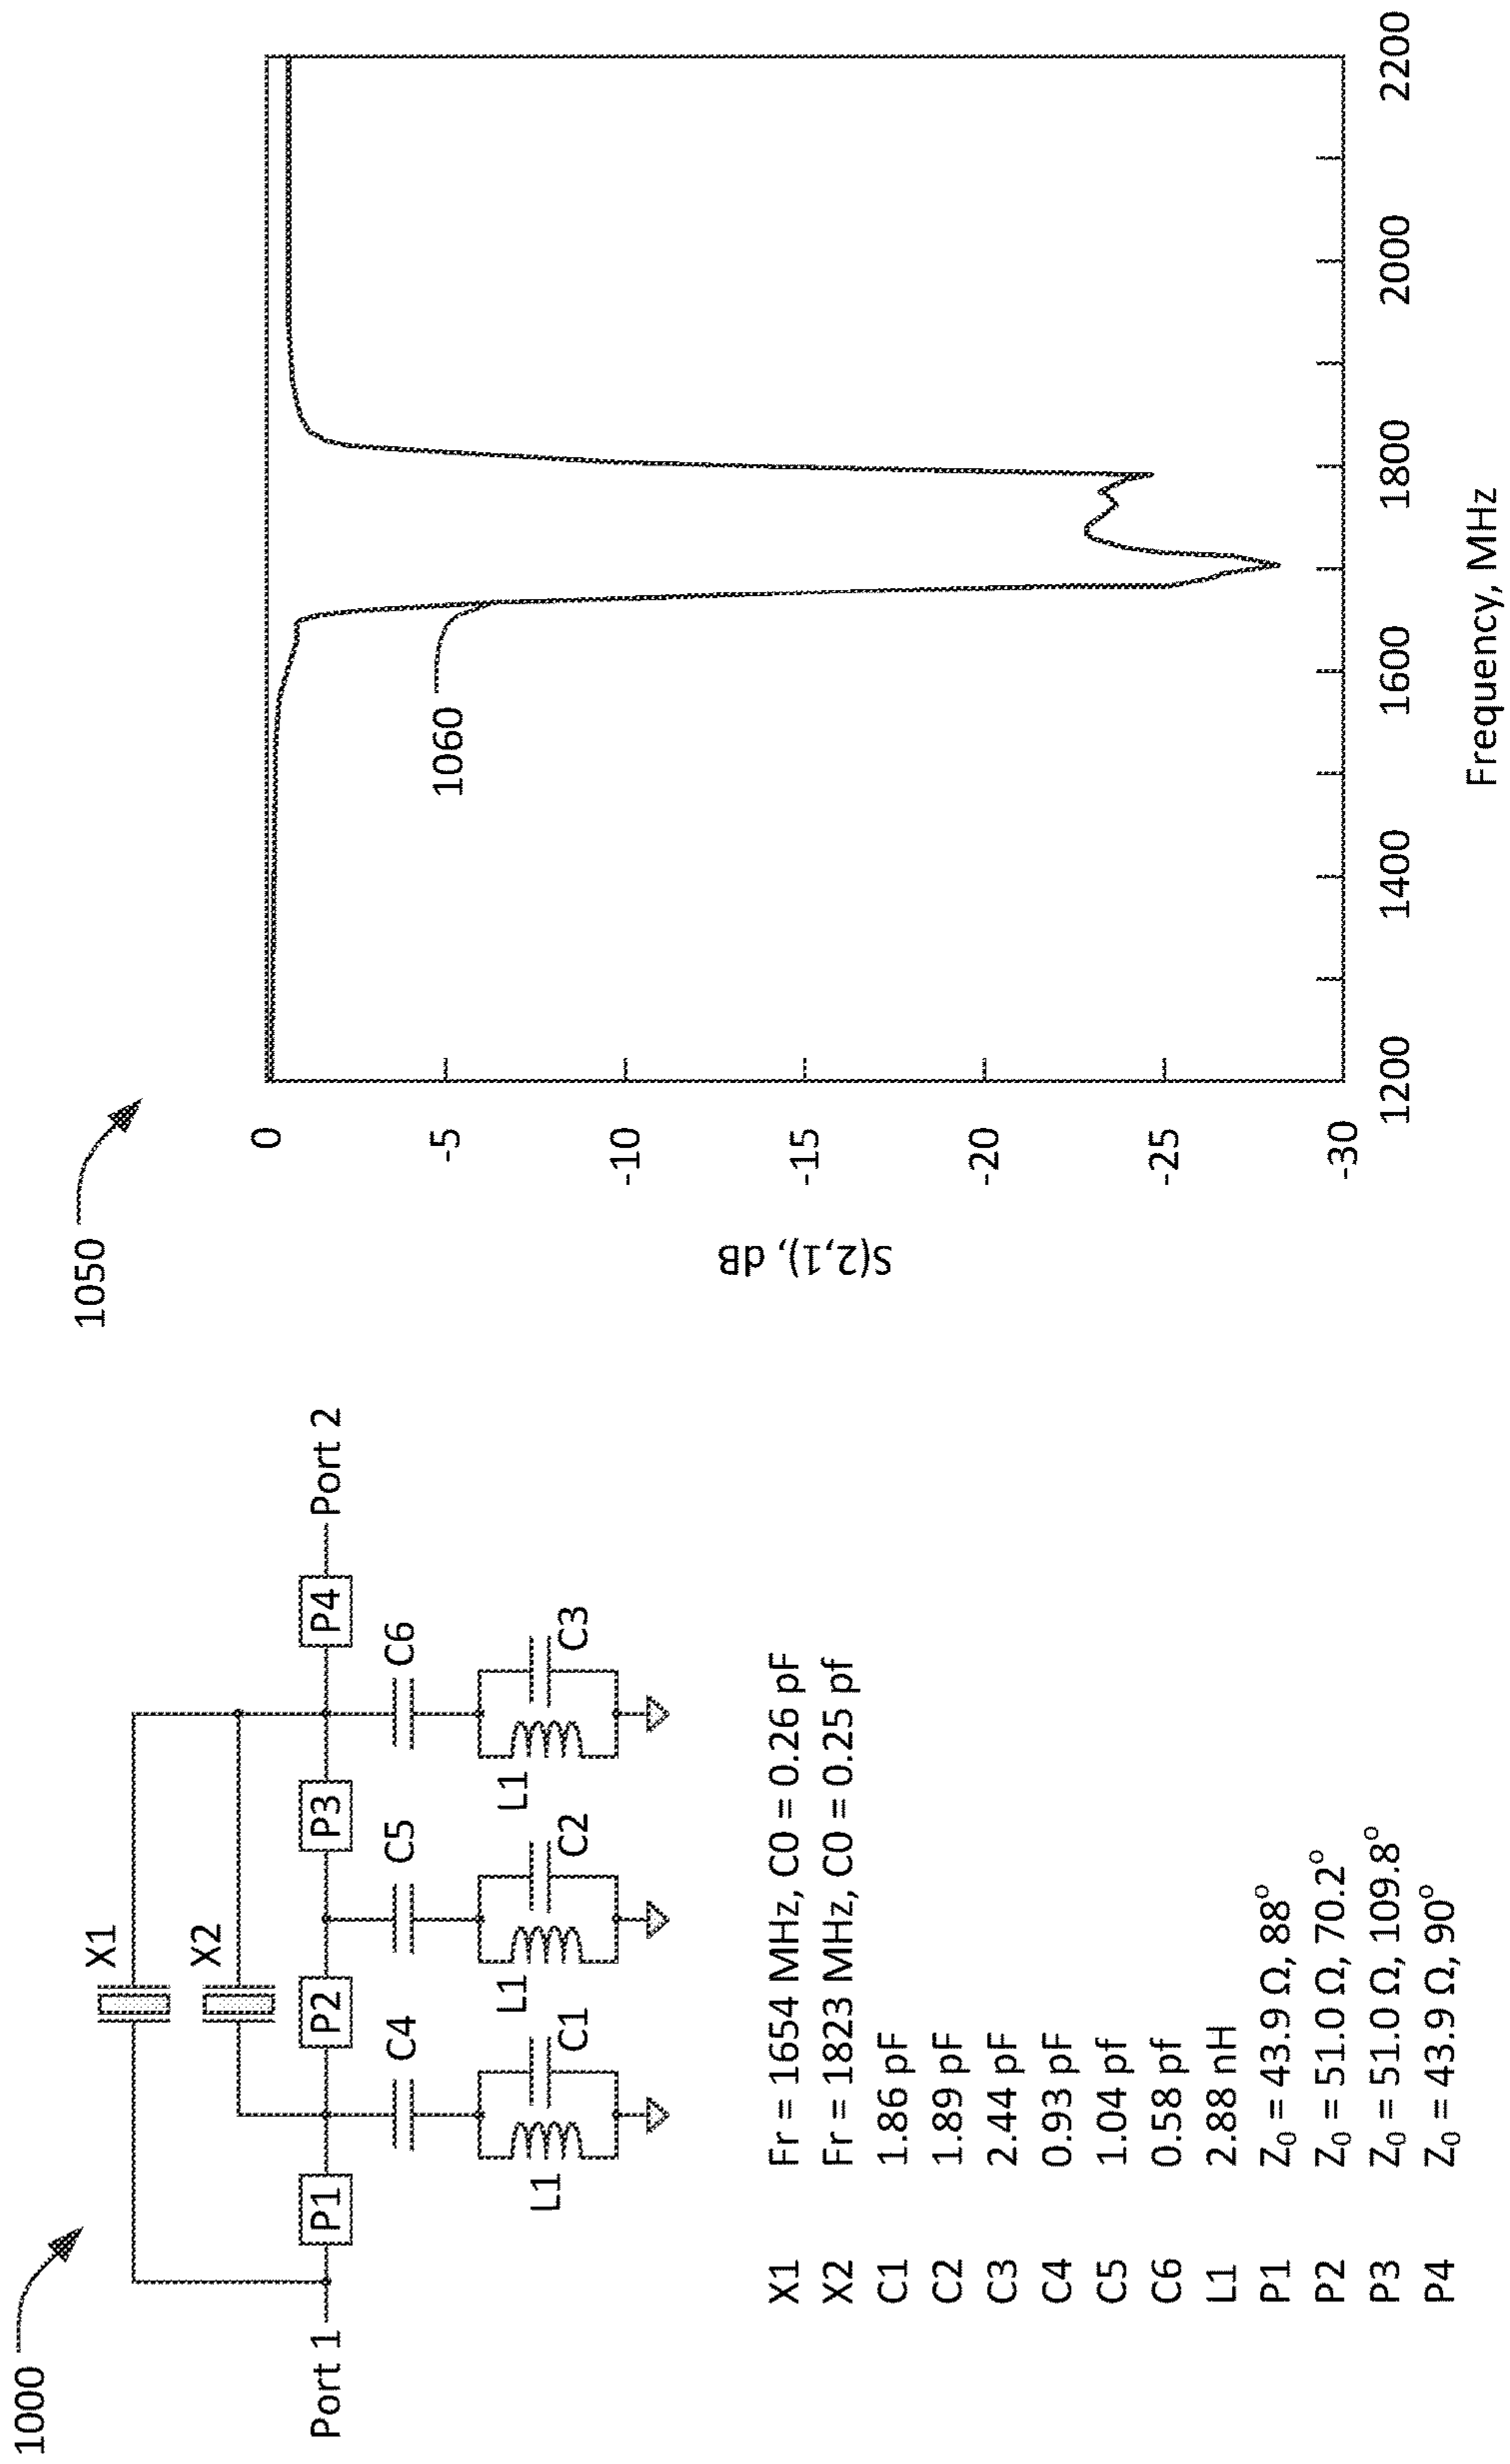 1000
X1
X2
Port 1
P1
P2
P3
P4
Port 2
C4
C5
C6
L1
C1
L1
C2
L1
C3
X1 Fr = 1654 MHz, C0 = 0.26 pF
X2 Fr = 1823 MHz, C0 = 0.25 pf
C1 1.86 pF
C2 1.89 pF
C3 2.44 pF
C4 0.93 pF
C5 1.04 pf
C6 0.58 pf
L1 2.88 nH
P1 Z0 = 43.9 Ω, 88°
P2 Z0 = 51.0 Ω, 70.2°
P3 Z0 = 51.0 Ω, 109.8°
P4 Z0 = 43.9 Ω, 90°
1050
S(2,1), dB
0
-5
-10
-15
-20
-25
-30
1060
1200 1400 1600 1800 2000 2200
Frequency, MHz